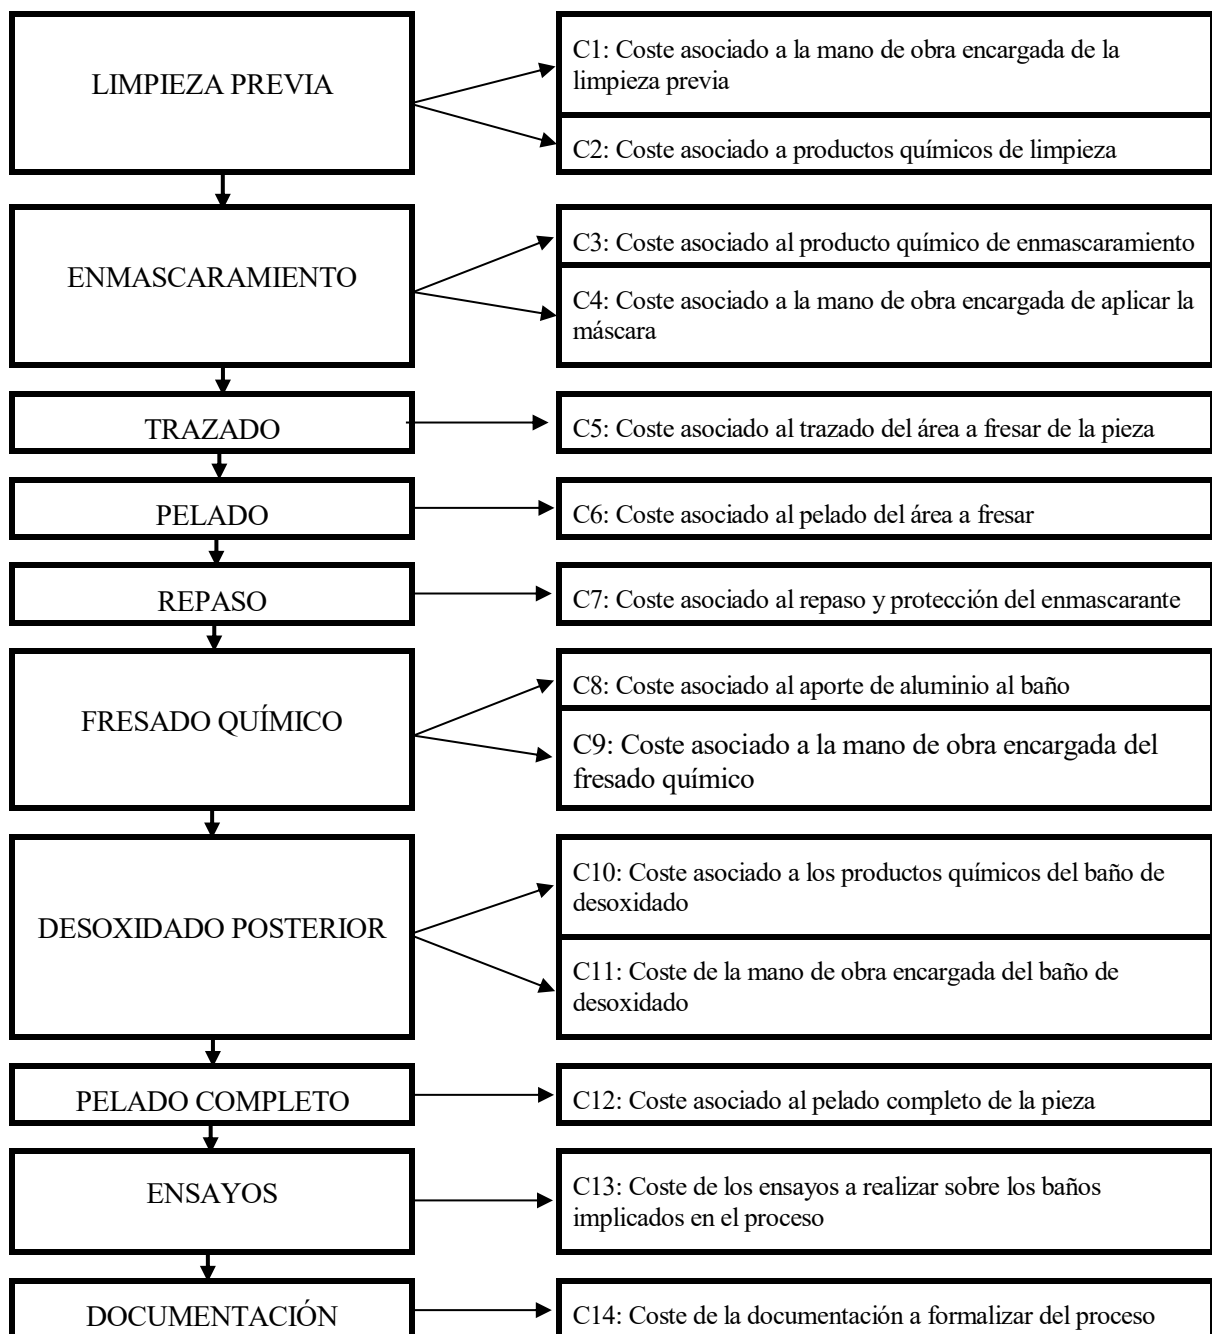 LIMPIEZA PREVIA
C1: Coste asociado a la mano de obra encargada de la
limpieza previa
C2: Coste asociado a productos químicos de limpieza
ENMASCARAMIENTO
C3: Coste asociado al producto químico de enmascaramiento
C4: Coste asociado a la mano de obra encargada de aplicar la
máscara
TRAZADO
C5: Coste asociado al trazado del área a fresar de la pieza
PELADO
C6: Coste asociado al pelado del área a fresar
REPASO
C7: Coste asociado al repaso y protección del enmascarante
FRESADO QUÍMICO
C8: Coste asociado al aporte de aluminio al baño
C9: Coste asociado a la mano de obra encargada del
fresado químico
DESOXIDADO POSTERIOR
C10: Coste asociado a los productos químicos del baño de
desoxidado
C11: Coste de la mano de obra encargada del baño de
desoxidado
PELADO COMPLETO
C12: Coste asociado al pelado completo de la pieza
ENSAYOS
C13: Coste de los ensayos a realizar sobre los baños
implicados en el proceso
DOCUMENTACIÓN
C14: Coste de la documentación a formalizar del proceso